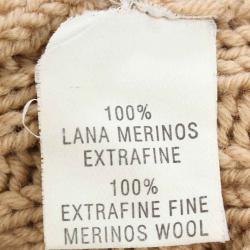 100%
LANA MERINOS
EXTRAFINE
100%
EXTRAFINE FINE
MERINOS WOOL